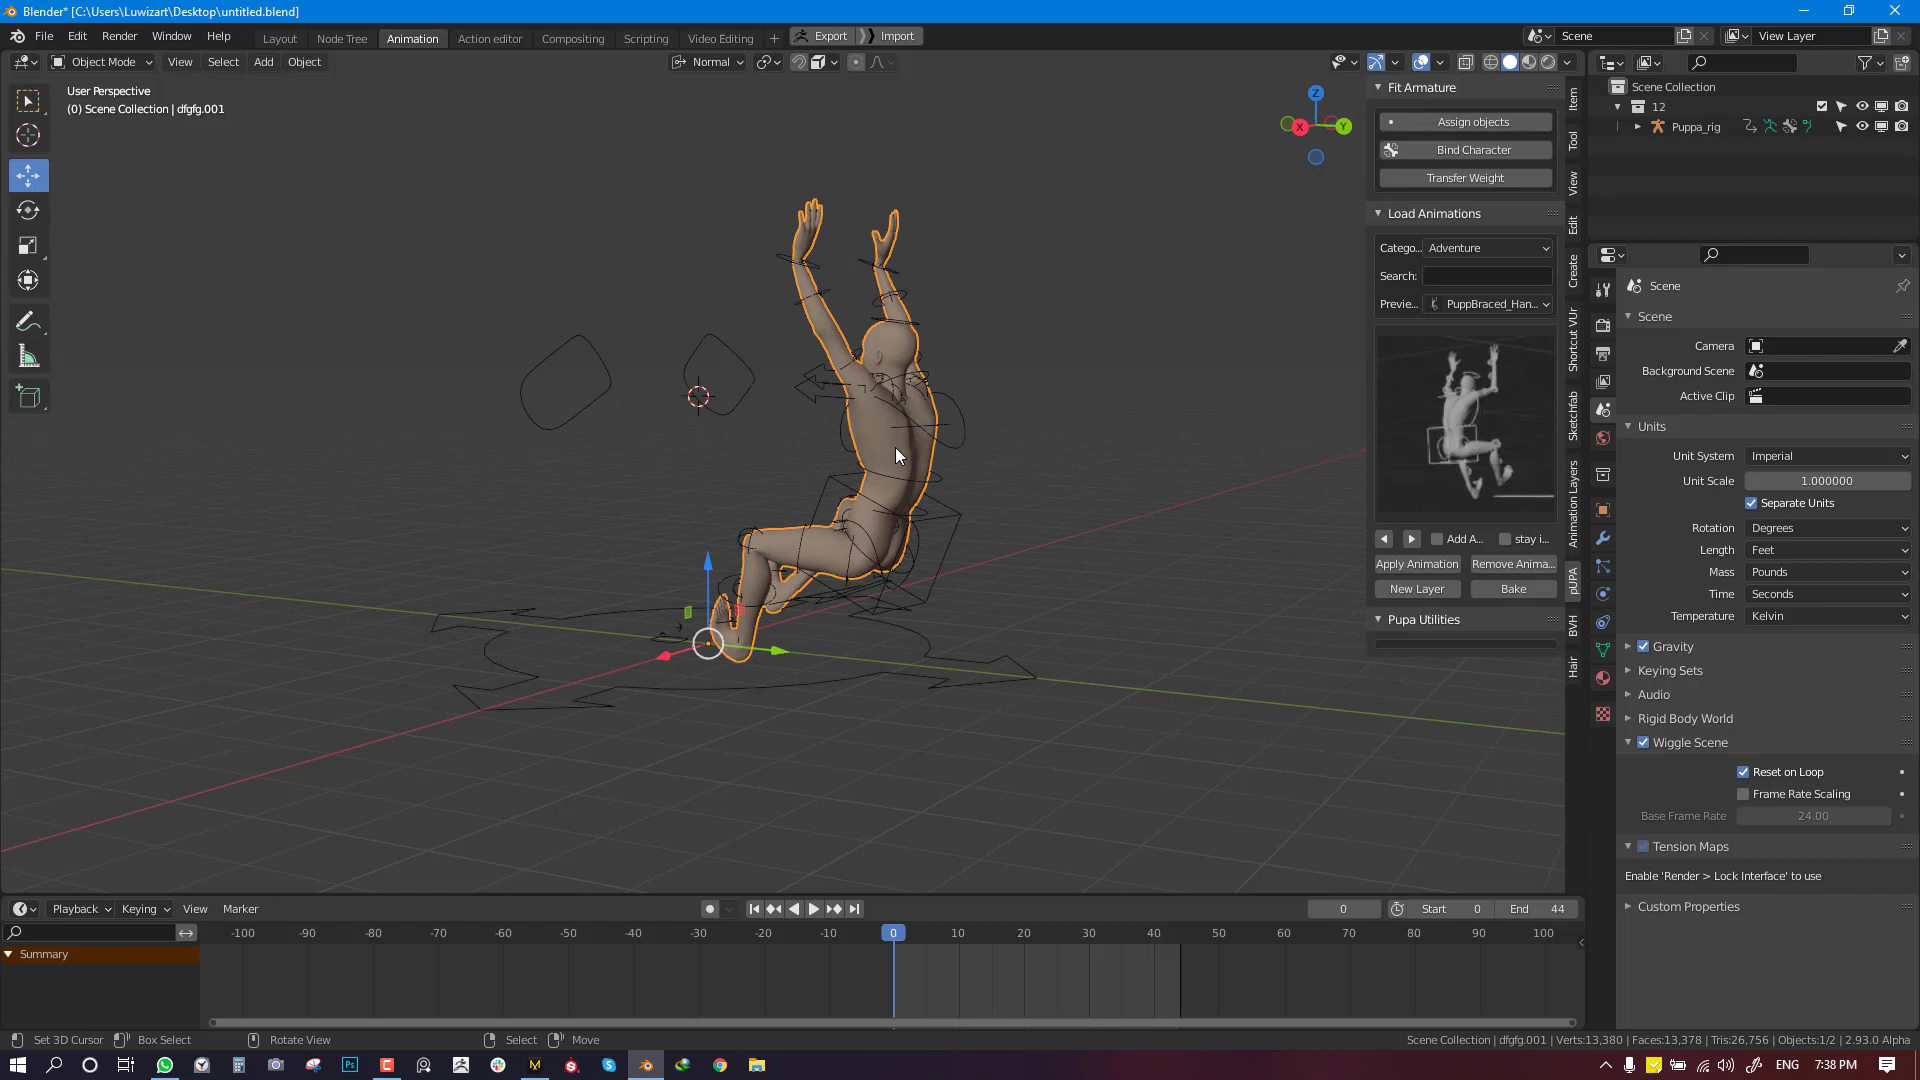 Blender* [C:\Users\Luwizart\Desktop\untitled.blend]
File Edit Render Window Help
Layout Node Tree Animation Action editor Compositing Scripting Video Editing + Export Import
Scene View Layer
Object Mode View Select Add Object Normal
User Perspective
(0) Scene Collection | dfgfg.001
Z
X Y
Fit Armature
Assign objects
Bind Character
Transfer Weight
Load Animations
Catego... Adventure
Search:
Previe... PuppBraced_Han...
Add A... stay i...
Apply Animation Remove Anima...
New Layer Bake
Pupa Utilities
Item
Tool
View
Edit
Create
Shortcut VUr
Sketchfab
Animation Layers
pUPA
BVH
Hair
Scene Collection
12
Puppa_rig
Scene
Scene
Camera
Background Scene
Active Clip
Units
Unit System Imperial
Unit Scale 1.000000
Separate Units
Rotation Degrees
Length Feet
Mass Pounds
Time Seconds
Temperature Kelvin
Gravity
Keying Sets
Audio
Rigid Body World
Wiggle Scene
Reset on Loop
Frame Rate Scaling
Base Frame Rate 24.00
Tension Maps
Enable 'Render > Lock Interface' to use
Custom Properties
Playback Keying View Marker 0 Start 0 End 44
-100 -90 -80 -70 -60 -50 -40 -30 -20 -10 0 10 20 30 40 50 60 70 80 90 100
Summary
Set 3D Cursor Box Select Rotate View Select Move
Scene Collection | dfgfg.001 | Verts:13,380 | Faces:13,378 | Tris:26,756 | Objects:1/2 | 2.93.0 Alpha
Ps
ENG 7:38 PM